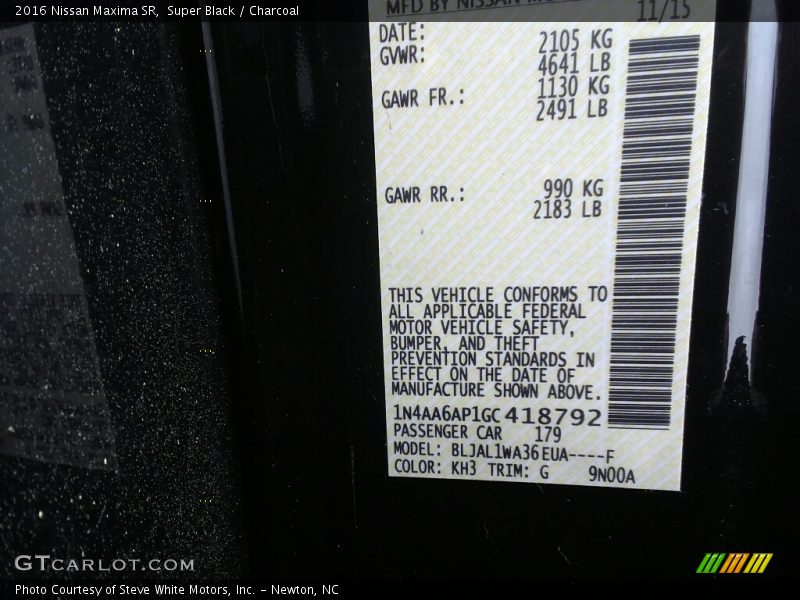 2016 Nissan Maxima SR, Super Black / Charcoal
MFD BY NISSAN
11/15
DATE:
GVWR: 2105 KG
4641 LB
GAWR FR.: 1130 KG
2491 LB
GAWR RR.: 990 KG
2183 LB
THIS VEHICLE CONFORMS TO
ALL APPLICABLE FEDERAL
MOTOR VEHICLE SAFETY,
BUMPER, AND THEFT
PREVENTION STANDARDS IN
EFFECT ON THE DATE OF
MANUFACTURE SHOWN ABOVE.
1N4AA6AP1GC418792
PASSENGER CAR 179
MODEL: BLJAL1WA36EUA----F
COLOR: KH3 TRIM: G 9N00A
GTCARLOT.COM
Photo Courtesy of Steve White Motors, Inc. – Newton, NC